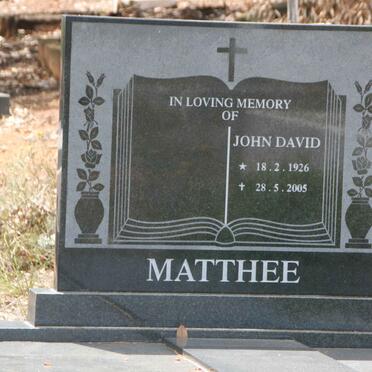 IN LOVING MEMORY
OF
JOHN DAVID
★ 18.2.1926
✝ 28.5.2005
MATTHEE